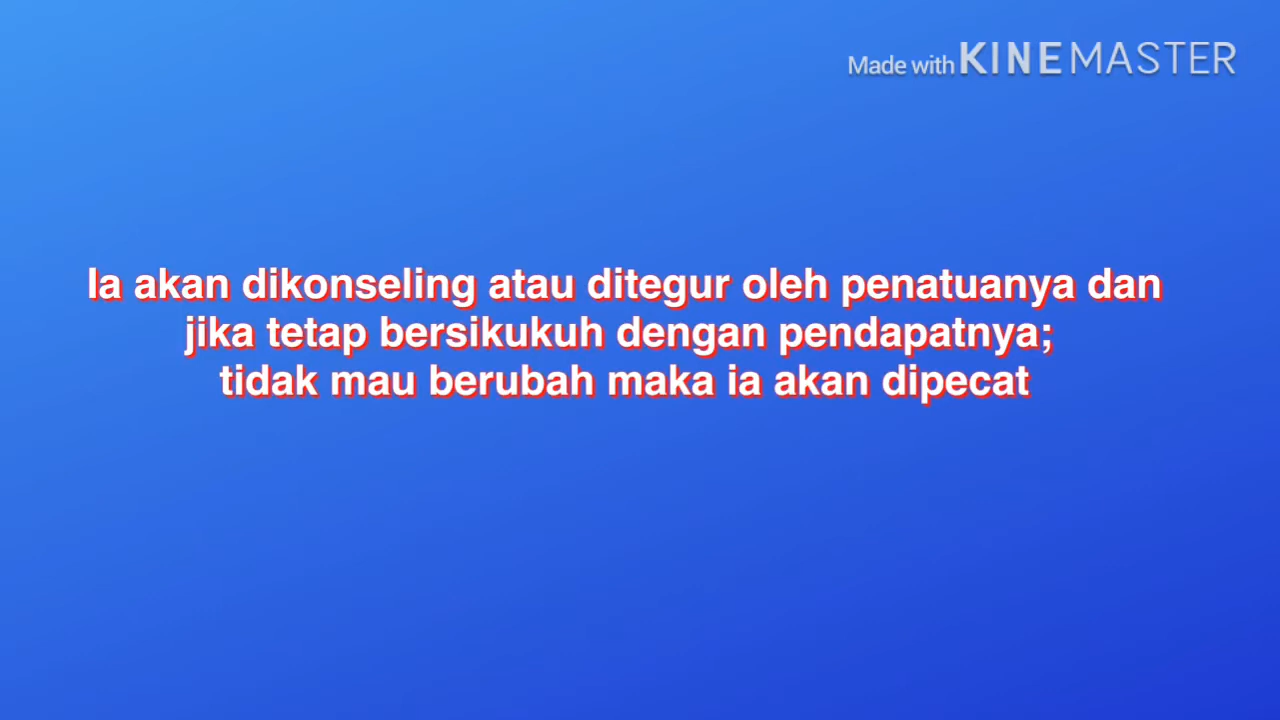 Made with KINEMASTER
Ia akan dikonseling atau ditegur oleh penatuanya dan
jika tetap bersikukuh dengan pendapatnya;
tidak mau berubah maka ia akan dipecat